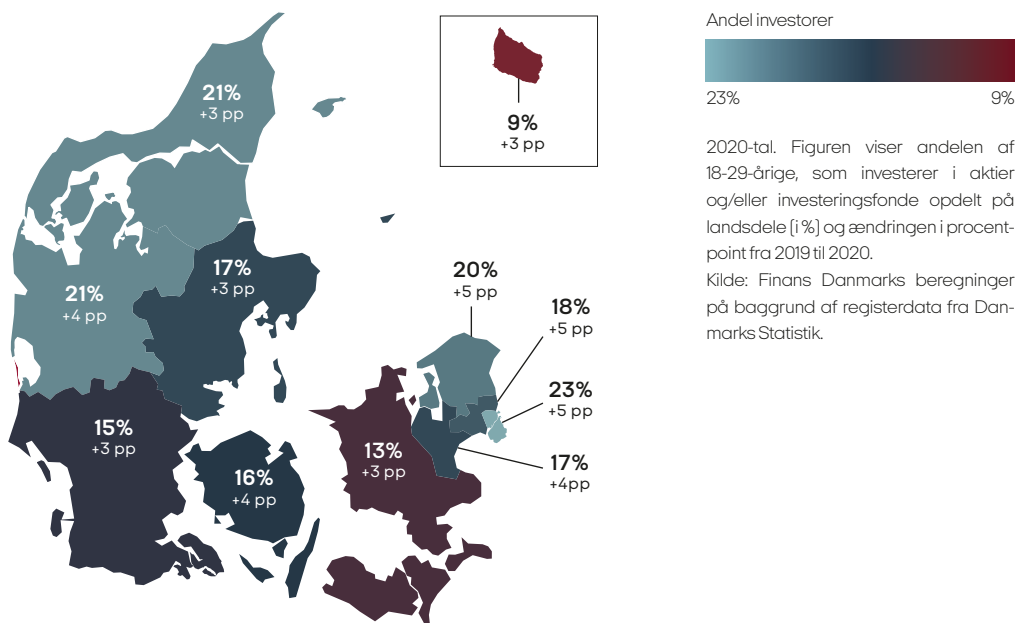 21%
+3 pp
9%
+3 pp
17%
+3 pp
21%
+4 pp
20%
+5 pp
18%
+5 pp
23%
+5 pp
17%
+4pp
15%
+3 pp
16%
+4 pp
13%
+3 pp
Andel investorer
23% 9%
2020-tal. Figuren viser andelen af
18-29-årige, som investerer i aktier
og/eller investeringsfonde opdelt på
landsdele (i %) og ændringen i procent-
point fra 2019 til 2020.
Kilde: Finans Danmarks beregninger
på baggrund af registerdata fra Dan-
marks Statistik.